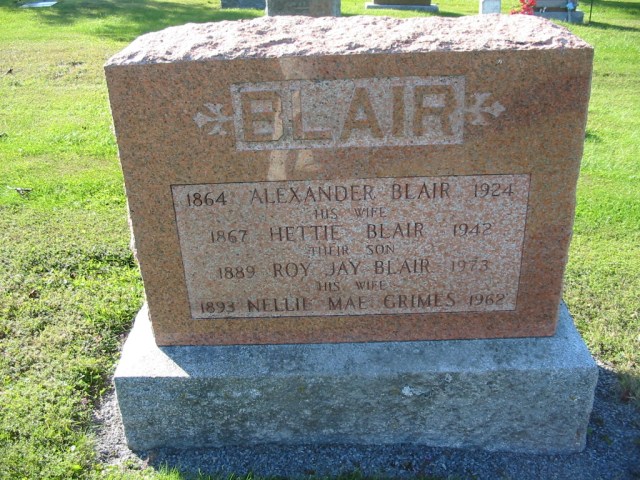 BLAIR
1864 ALEXANDER BLAIR 1924
HIS WIFE
1867 HETTIE BLAIR 1942
THEIR SON
1889 ROY JAY BLAIR 1973
HIS WIFE
1893 NELLIE MAE GRIMES 1982